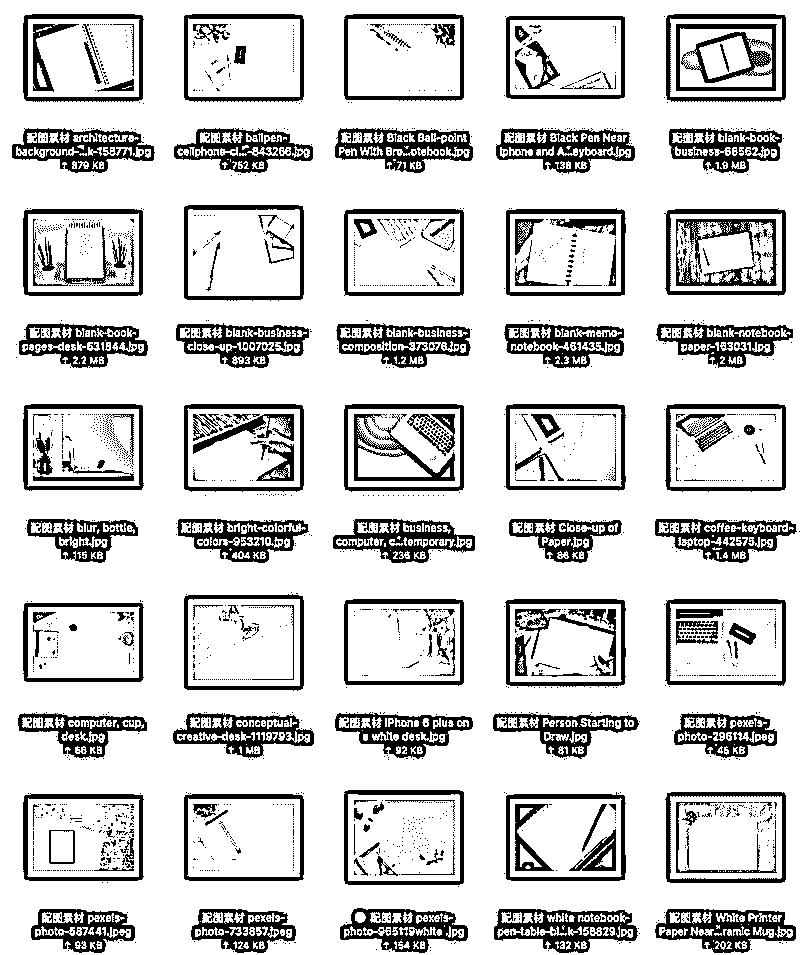 配图素材 architecture-
background-...k-158771.jpg
↑ 879 KB
配图素材 ballpen-
cellphone-cl...-843266.jpg
↑ 752 KB
配图素材 Black Ball-point
Pen With Bro...otebook.jpg
↑ 71 KB
配图素材 Black Pen Near
Iphone and A...eyboard.jpg
↑ 138 KB
配图素材 blank-book-
business-66562.jpg
↑ 1.9 MB
配图素材 blank-book-
pages-desk-531844.jpg
↑ 2.2 MB
配图素材 blank-business-
close-up-1007025.jpg
↑ 893 KB
配图素材 blank-business-
composition-373076.jpg
↑ 1.2 MB
配图素材 blank-memo-
notebook-461435.jpg
↑ 2.3 MB
配图素材 blank-notebook-
paper-163031.jpg
↑ 2 MB
配图素材 blur, bottle,
bright.jpg
↑ 115 KB
配图素材 bright-colorful-
colors-953210.jpg
↑ 404 KB
配图素材 business,
computer, c...temporary.jpg
↑ 236 KB
配图素材 Close-up of
Paper.jpg
↑ 86 KB
配图素材 coffee-keyboard-
laptop-442575.jpg
↑ 1.4 MB
配图素材 computer, cup,
desk.jpg
↑ 66 KB
配图素材 conceptual-
creative-desk-1119793.jpg
↑ 1 MB
配图素材 iPhone 6 plus on
a white desk.jpg
↑ 92 KB
配图素材 Person Starting to
Draw.jpg
↑ 81 KB
配图素材 pexels-
photo-296114.jpeg
↑ 45 KB
配图素材 pexels-
photo-587441.jpeg
↑ 93 KB
配图素材 pexels-
photo-733857.jpeg
↑ 124 KB
配图素材 pexels-
photo-965119white .jpg
↑ 154 KB
配图素材 white notebook-
pen-table-bl...k-158829.jpg
↑ 132 KB
配图素材 White Printer
Paper Near...ramic Mug.jpg
↑ 202 KB